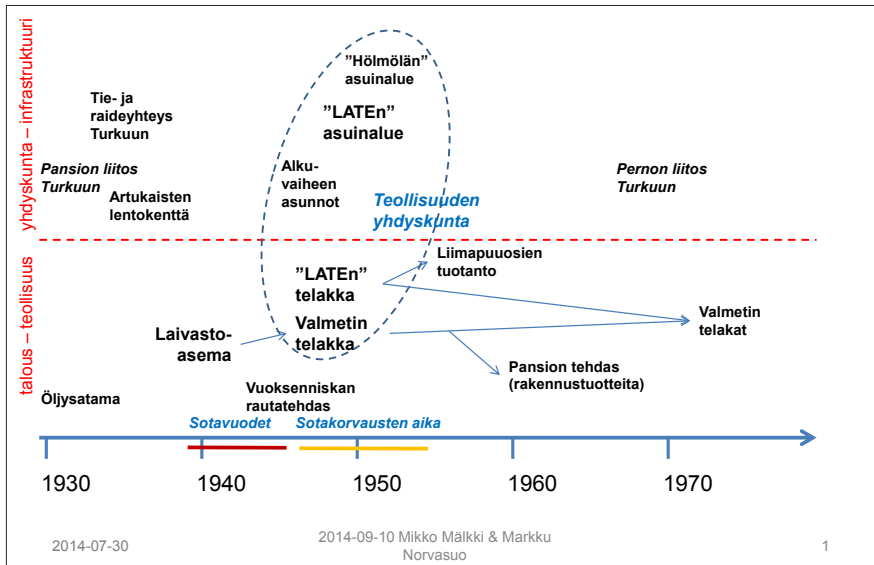 yhdyskunta – infrastruktuuri
talous – teollisuus
”Hölmölän”
asuinalue
Tie- ja
raideyhteys
Turkuun
”LATEn”
asuinalue
Pansion liitos
Turkuun
Artukaisten
lentokenttä
Alku-
vaiheen
asunnot
Teollisuuden
yhdyskunta
Pernon liitos
Turkuun
Liimapuuosien
tuotanto
”LATEn”
telakka
Laivasto-
asema
Valmetin
telakka
Valmetin
telakat
Pansion tehdas
(rakennustuotteita)
Öljysatama
Vuoksenniskan
rautatehdas
Sotavuodet
Sotakorvausten aika
1930
1940
1950
1960
1970
2014-07-30
2014-09-10 Mikko Mälkki & Markku
Norvasuo
1